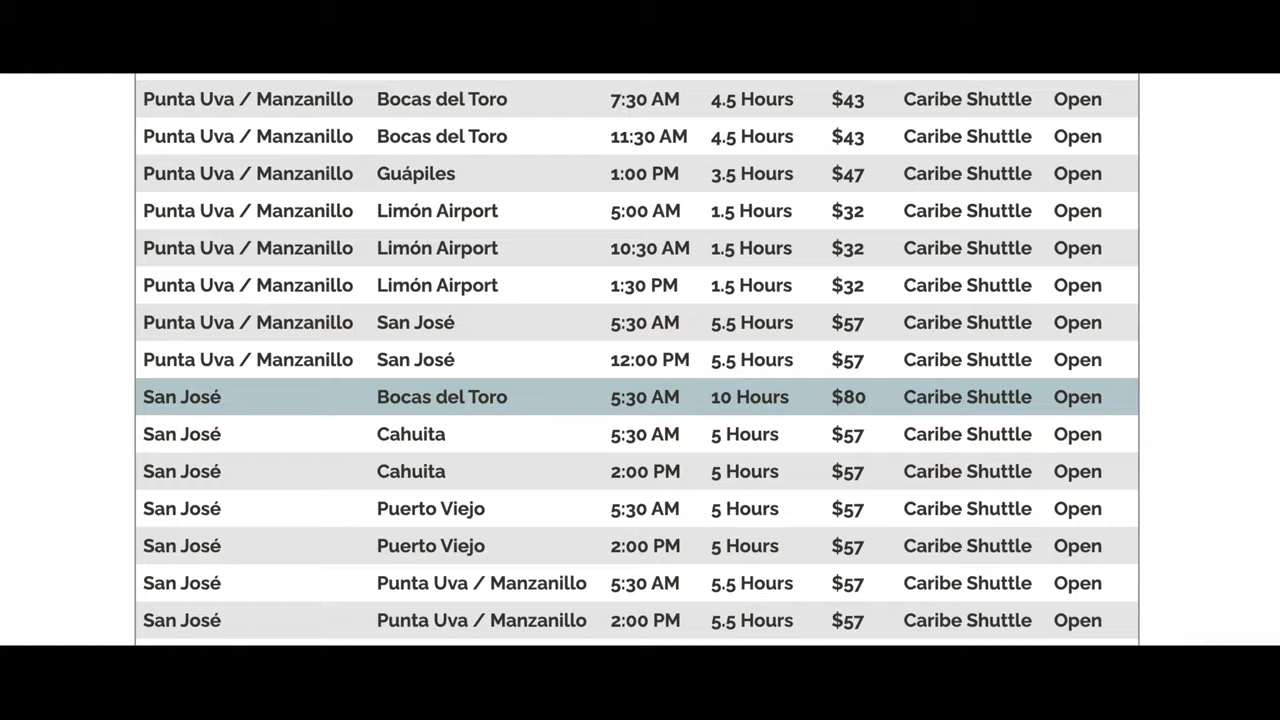 Punta Uva / Manzanillo Bocas del Toro 7:30 AM 4.5 Hours $43 Caribe Shuttle Open
Punta Uva / Manzanillo Bocas del Toro 11:30 AM 4.5 Hours $43 Caribe Shuttle Open
Punta Uva / Manzanillo Guápiles 1:00 PM 3.5 Hours $47 Caribe Shuttle Open
Punta Uva / Manzanillo Limón Airport 5:00 AM 1.5 Hours $32 Caribe Shuttle Open
Punta Uva / Manzanillo Limón Airport 10:30 AM 1.5 Hours $32 Caribe Shuttle Open
Punta Uva / Manzanillo Limón Airport 1:30 PM 1.5 Hours $32 Caribe Shuttle Open
Punta Uva / Manzanillo San José 5:30 AM 5.5 Hours $57 Caribe Shuttle Open
Punta Uva / Manzanillo San José 12:00 PM 5.5 Hours $57 Caribe Shuttle Open
San José Bocas del Toro 5:30 AM 10 Hours $80 Caribe Shuttle Open
San José Cahuita 5:30 AM 5 Hours $57 Caribe Shuttle Open
San José Cahuita 2:00 PM 5 Hours $57 Caribe Shuttle Open
San José Puerto Viejo 5:30 AM 5 Hours $57 Caribe Shuttle Open
San José Puerto Viejo 2:00 PM 5 Hours $57 Caribe Shuttle Open
San José Punta Uva / Manzanillo 5:30 AM 5.5 Hours $57 Caribe Shuttle Open
San José Punta Uva / Manzanillo 2:00 PM 5.5 Hours $57 Caribe Shuttle Open